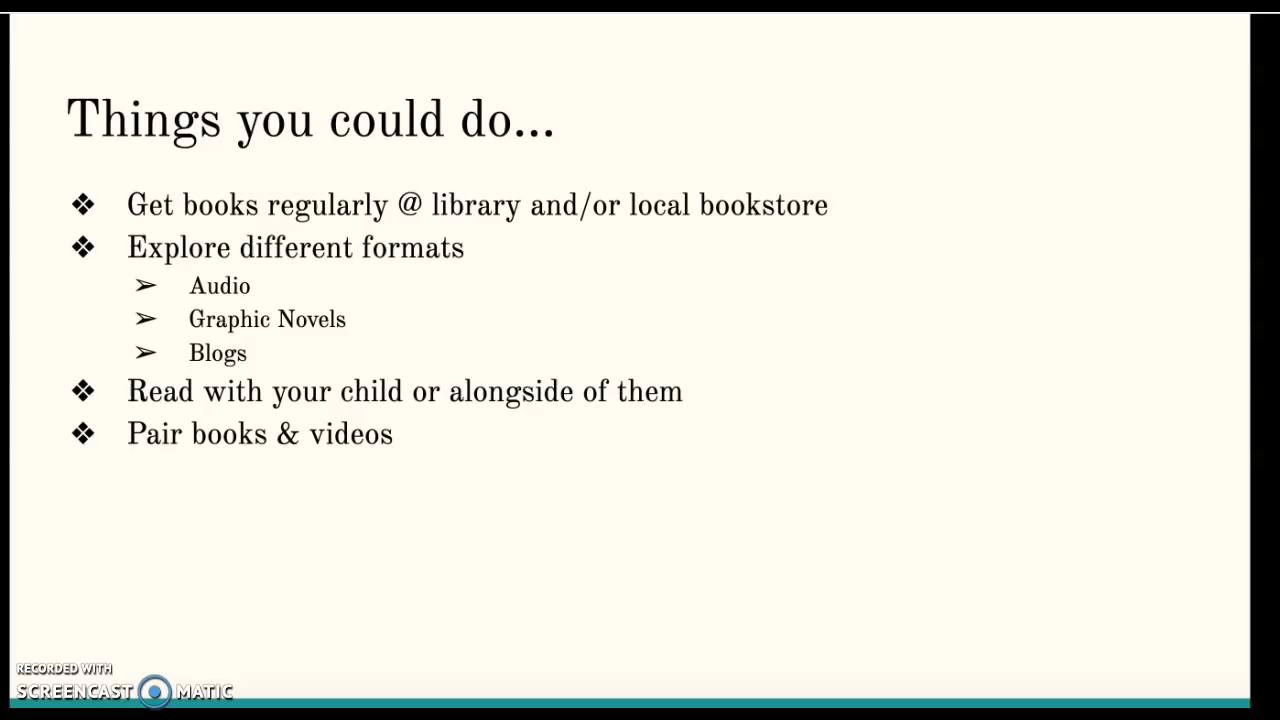 Things you could do...
❖ Get books regularly @ library and/or local bookstore
❖ Explore different formats
➢ Audio
➢ Graphic Novels
➢ Blogs
❖ Read with your child or alongside of them
❖ Pair books & videos
RECORDED WITH
SCREENCAST MATIC